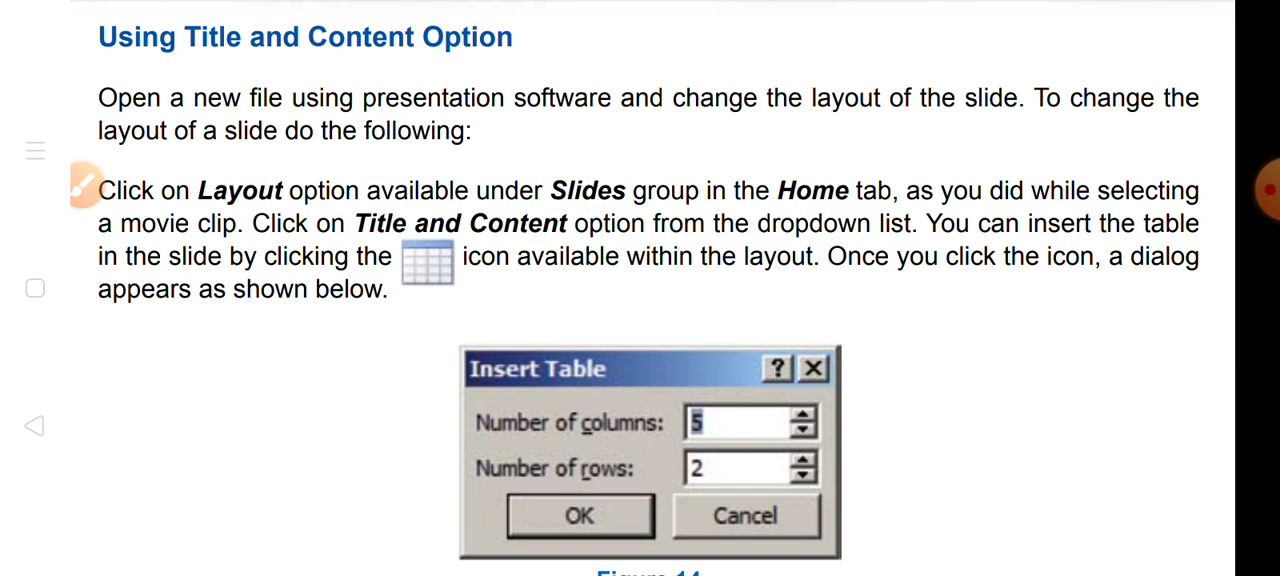 Using Title and Content Option
Open a new file using presentation software and change the layout of the slide. To change the
layout of a slide do the following:
Click on Layout option available under Slides group in the Home tab, as you did while selecting
a movie clip. Click on Title and Content option from the dropdown list. You can insert the table
in the slide by clicking the icon available within the layout. Once you click the icon, a dialog
appears as shown below.
Insert Table ? X
Number of columns: 5
Number of rows: 2
OK Cancel